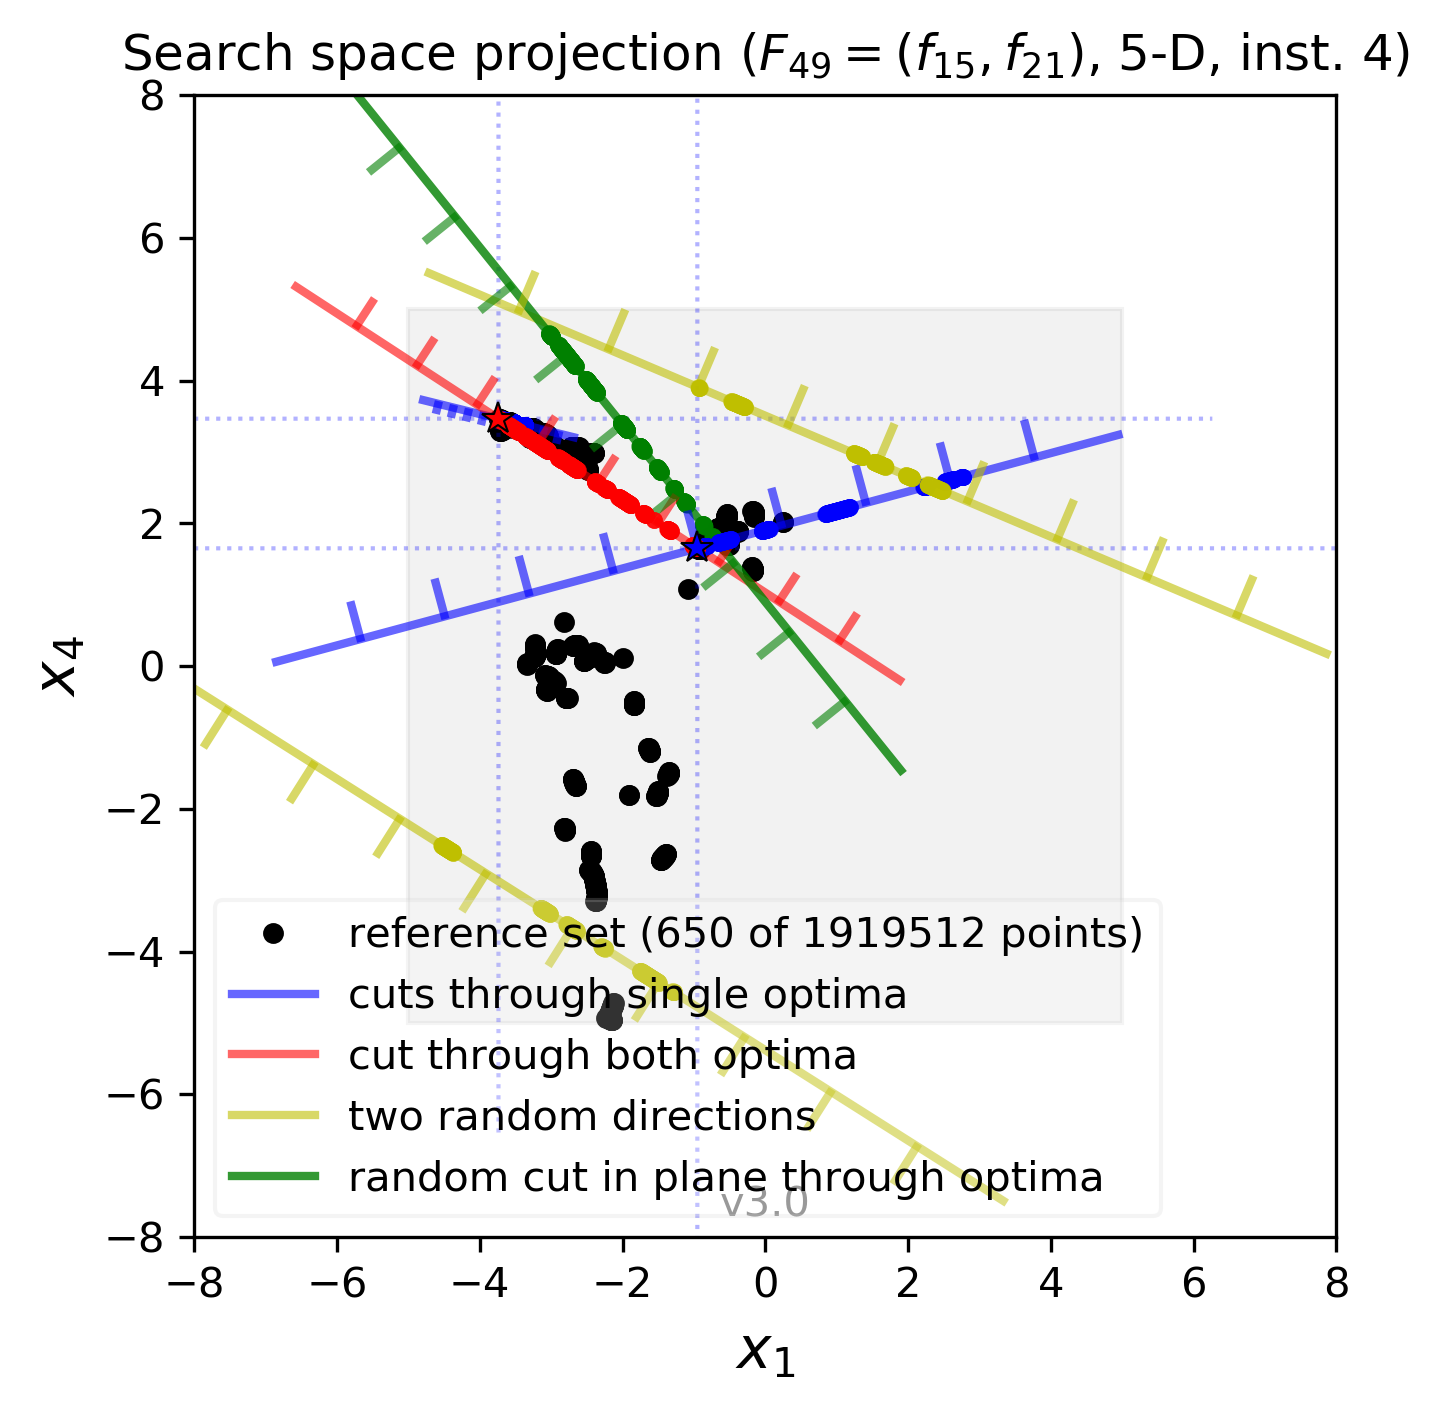 Search space projection (F49 = (f15, f21), 5-D, inst. 4)
8
6
4
2
0
−2
−4
−6
−8
x4
reference set (650 of 1919512 points)
cuts through single optima
cut through both optima
two random directions
random cut in plane through optima
v3.0
−8 −6 −4 −2 0 2 4 6 8
x1